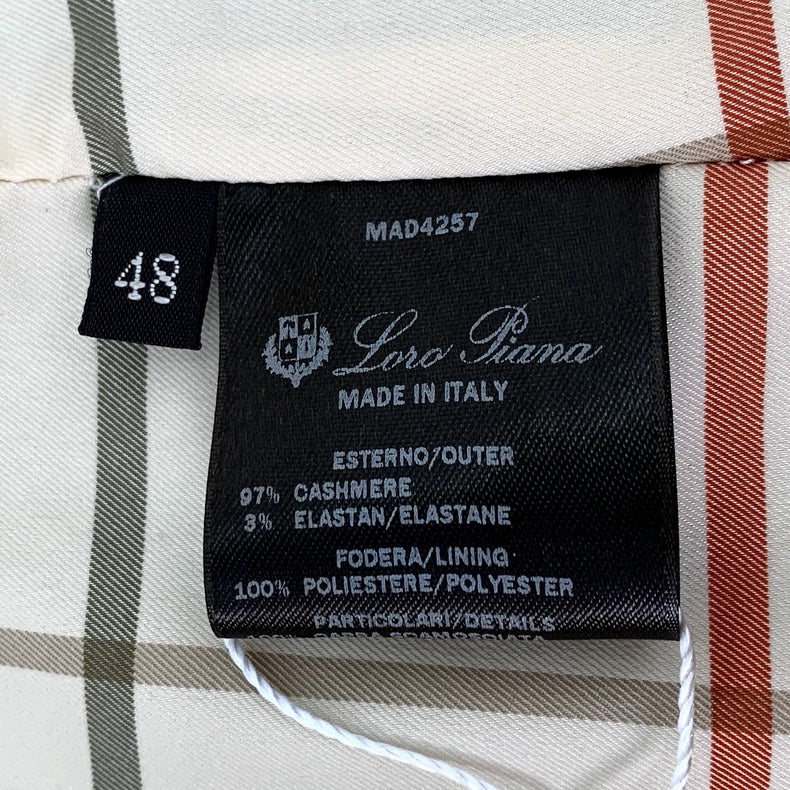 48
MAD4257
Loro Piana
MADE IN ITALY
ESTERNO/OUTER
97% CASHMERE
3% ELASTAN/ELASTANE
FODERA/LINING
100% POLIESTERE/POLYESTER
PARTICOLARI/DETAILS